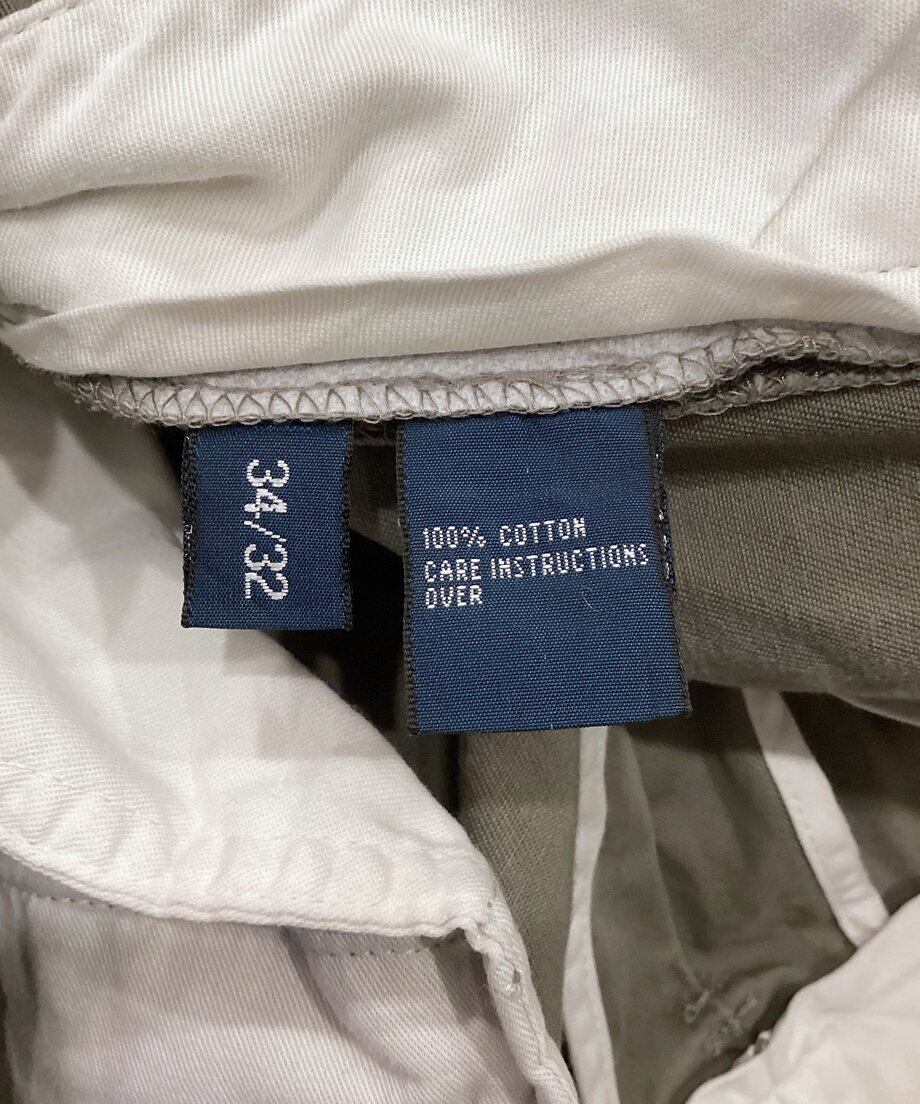 34/32
100% COTTON
CARE INSTRUCTIONS
OVER